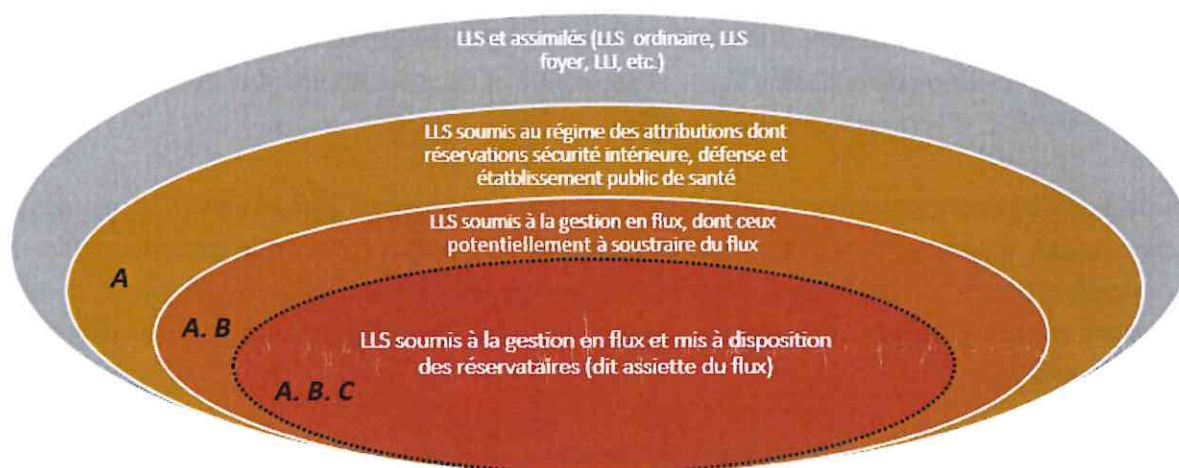 LLS et assimilés (LLS ordinaire, LLS
foyer, LLI, etc.)
LLS soumis au régime des attributions dont
réservations sécurité intérieure, défense et
étatblissement public de santé
LLS soumis à la gestion en flux, dont ceux
potentiellement à soustraire du flux
A
A. B
LLS soumis à la gestion en flux et mis à disposition
des réservataires (dit assiette du flux)
A. B. C